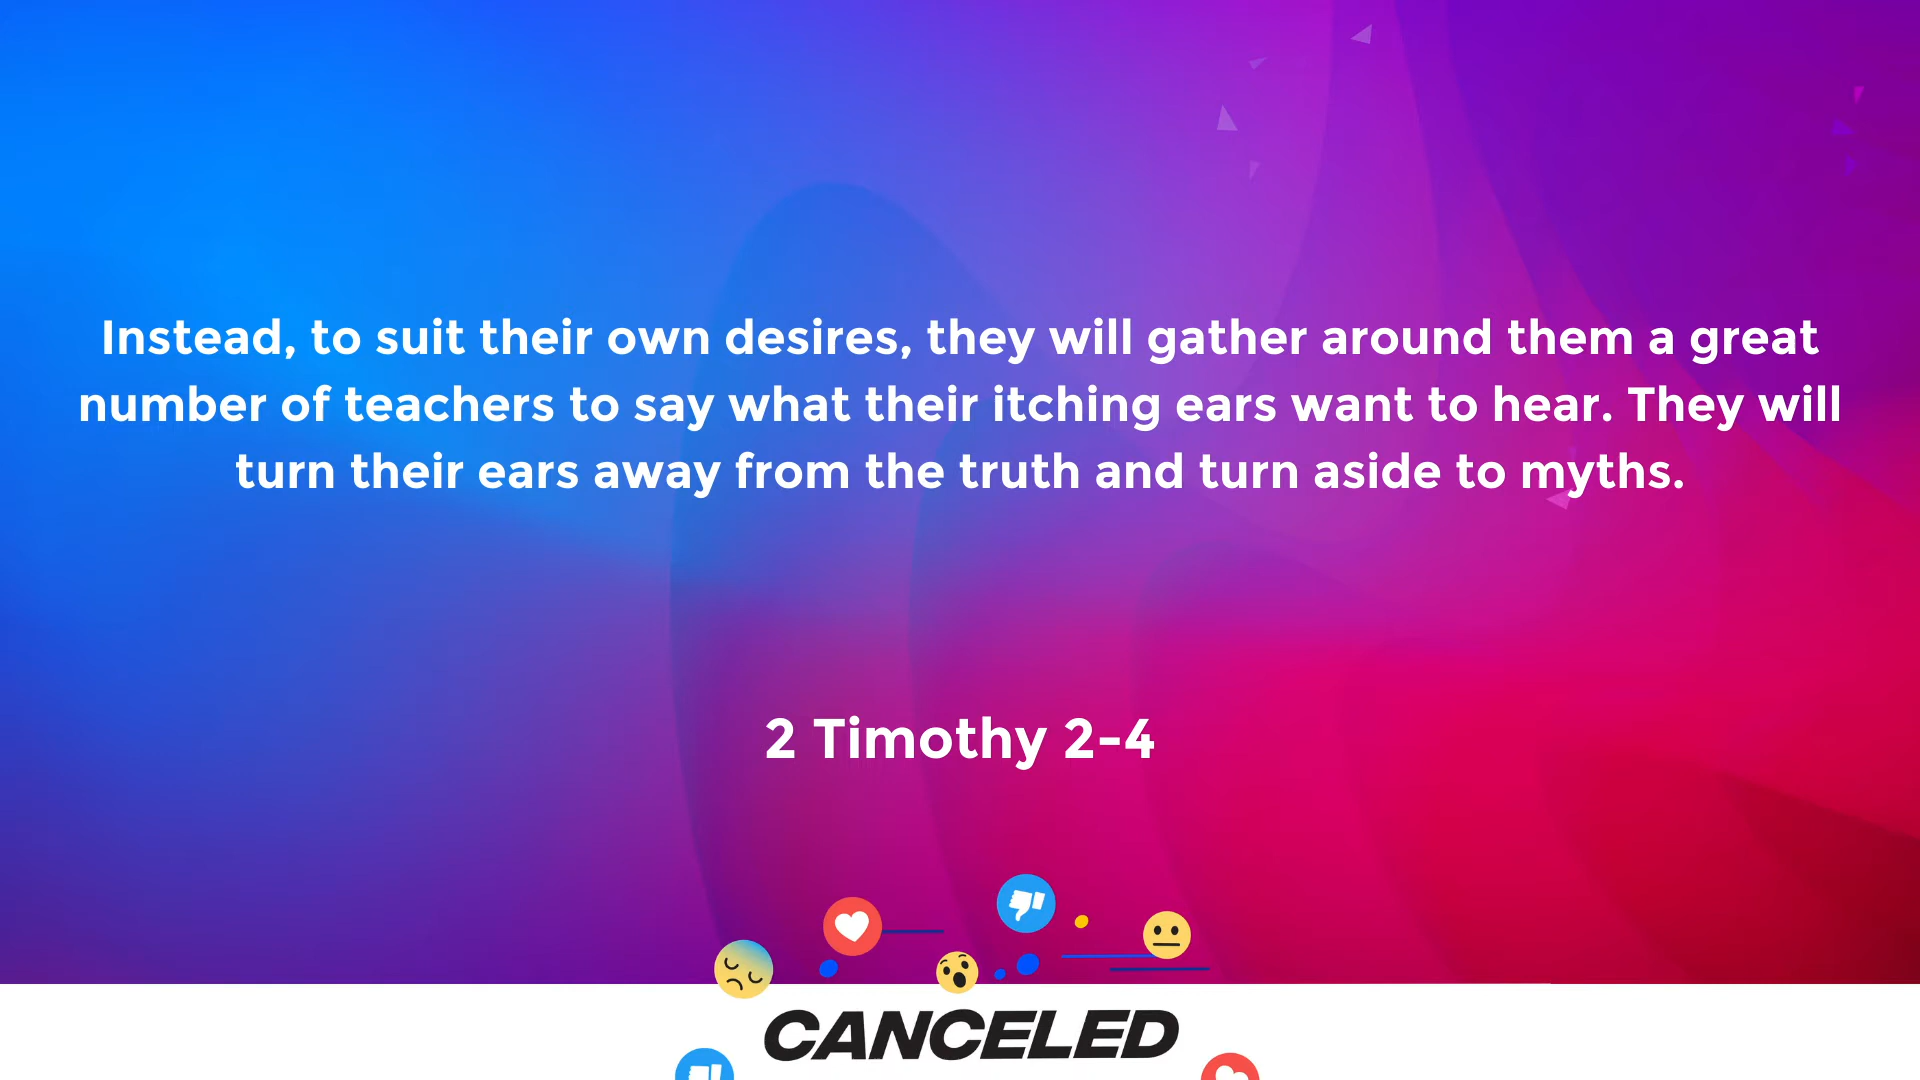 Instead, to suit their own desires, they will gather around them a great
number of teachers to say what their itching ears want to hear. They will
turn their ears away from the truth and turn aside to myths.
2 Timothy 2-4
CANCELED